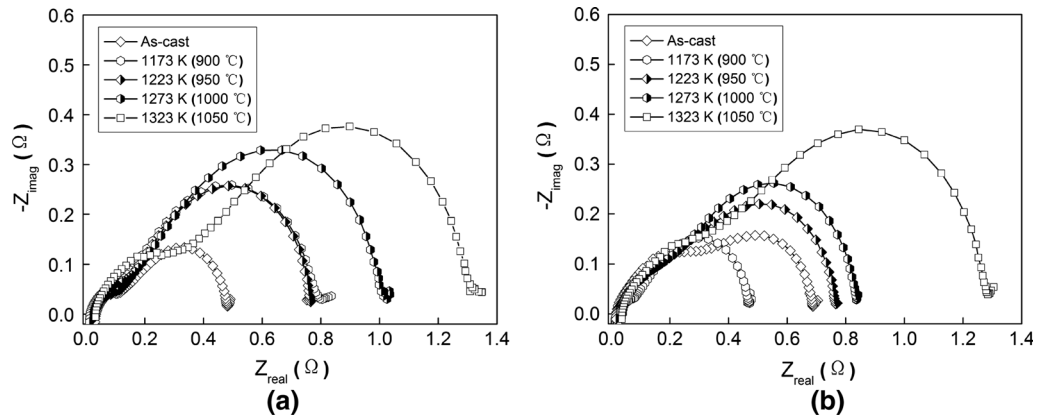 0.6
0.5
0.4
0.3
0.2
0.1
0.0
-Zimag (Ω)
As-cast
1173 K (900 ℃)
1223 K (950 ℃)
1273 K (1000 ℃)
1323 K (1050 ℃)
0.0 0.2 0.4 0.6 0.8 1.0 1.2 1.4
Zreal (Ω)
(a)
0.6
0.5
0.4
0.3
0.2
0.1
0.0
-Zimag (Ω)
As-cast
1173 K (900 ℃)
1223 K (950 ℃)
1273 K (1000 ℃)
1323 K (1050 ℃)
0.0 0.2 0.4 0.6 0.8 1.0 1.2 1.4
Zreal (Ω)
(b)